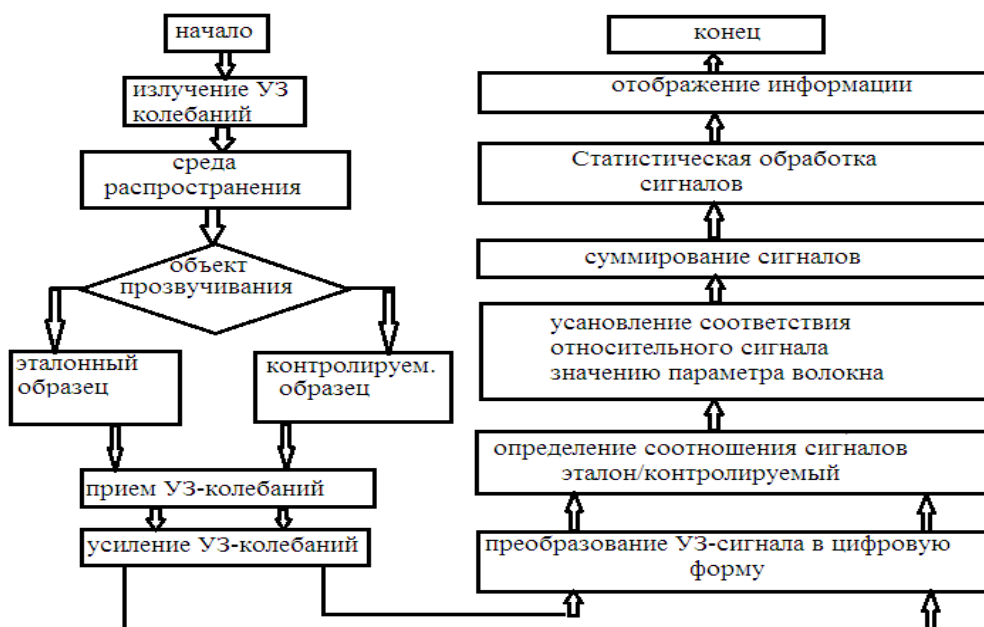 начало
излучение УЗ
колебаний
среда
распространения
объект
прозвучивания
эталонный
образец
контролируем.
образец
прием УЗ-колебаний
усиление УЗ-колебаний
преобразование УЗ-сигнала в цифровую
форму
определение соотношения сигналов
эталон/контролируемый
усановление соответствия
относительного сигнала
значению параметра волокна
суммирование сигналов
Статистическая обработка
сигналов
отображение информации
конец